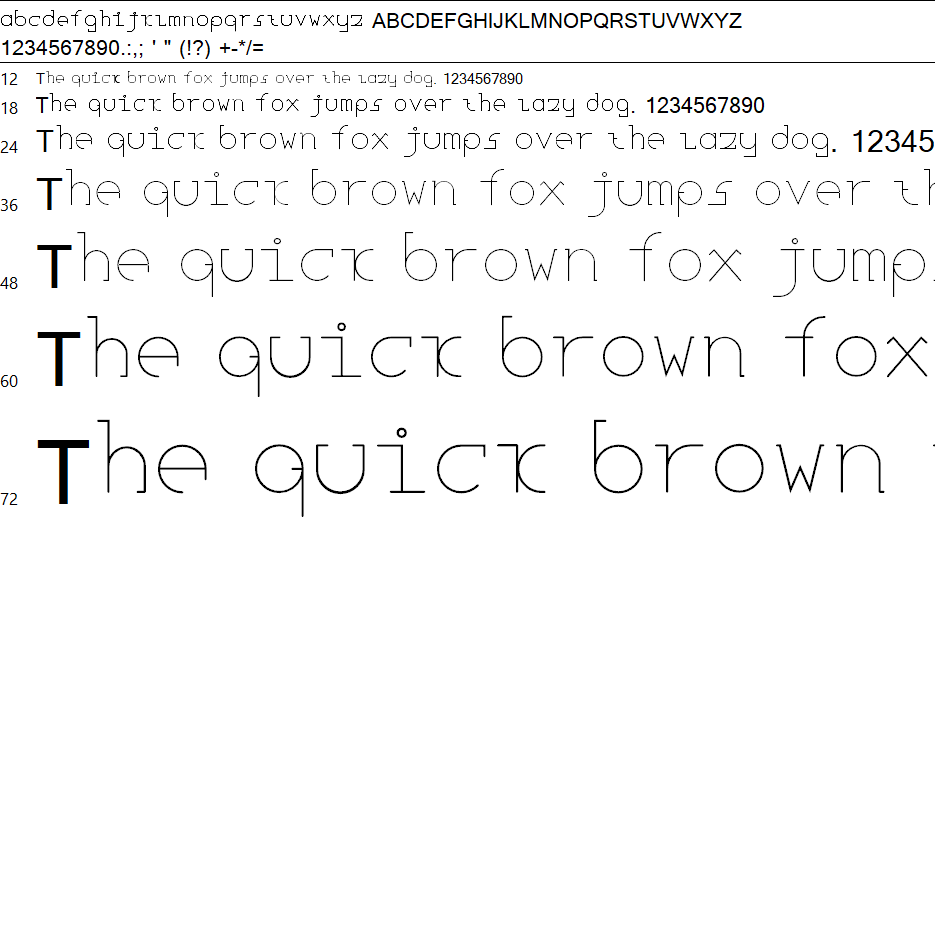 abcdefghijklmnopqrstuvwxyz ABCDEFGHIJKLMNOPQRSTUVWXYZ
1234567890.:,; ' " (!?) +-*/=
12 The quick brown fox jumps over the lazy dog. 1234567890
18 The quick brown fox jumps over the lazy dog. 1234567890
24 The quick brown fox jumps over the lazy dog. 12345
36 The quick brown fox jumps over th
48 The quick brown fox jumps
60 The quick brown fox
72 The quick brown